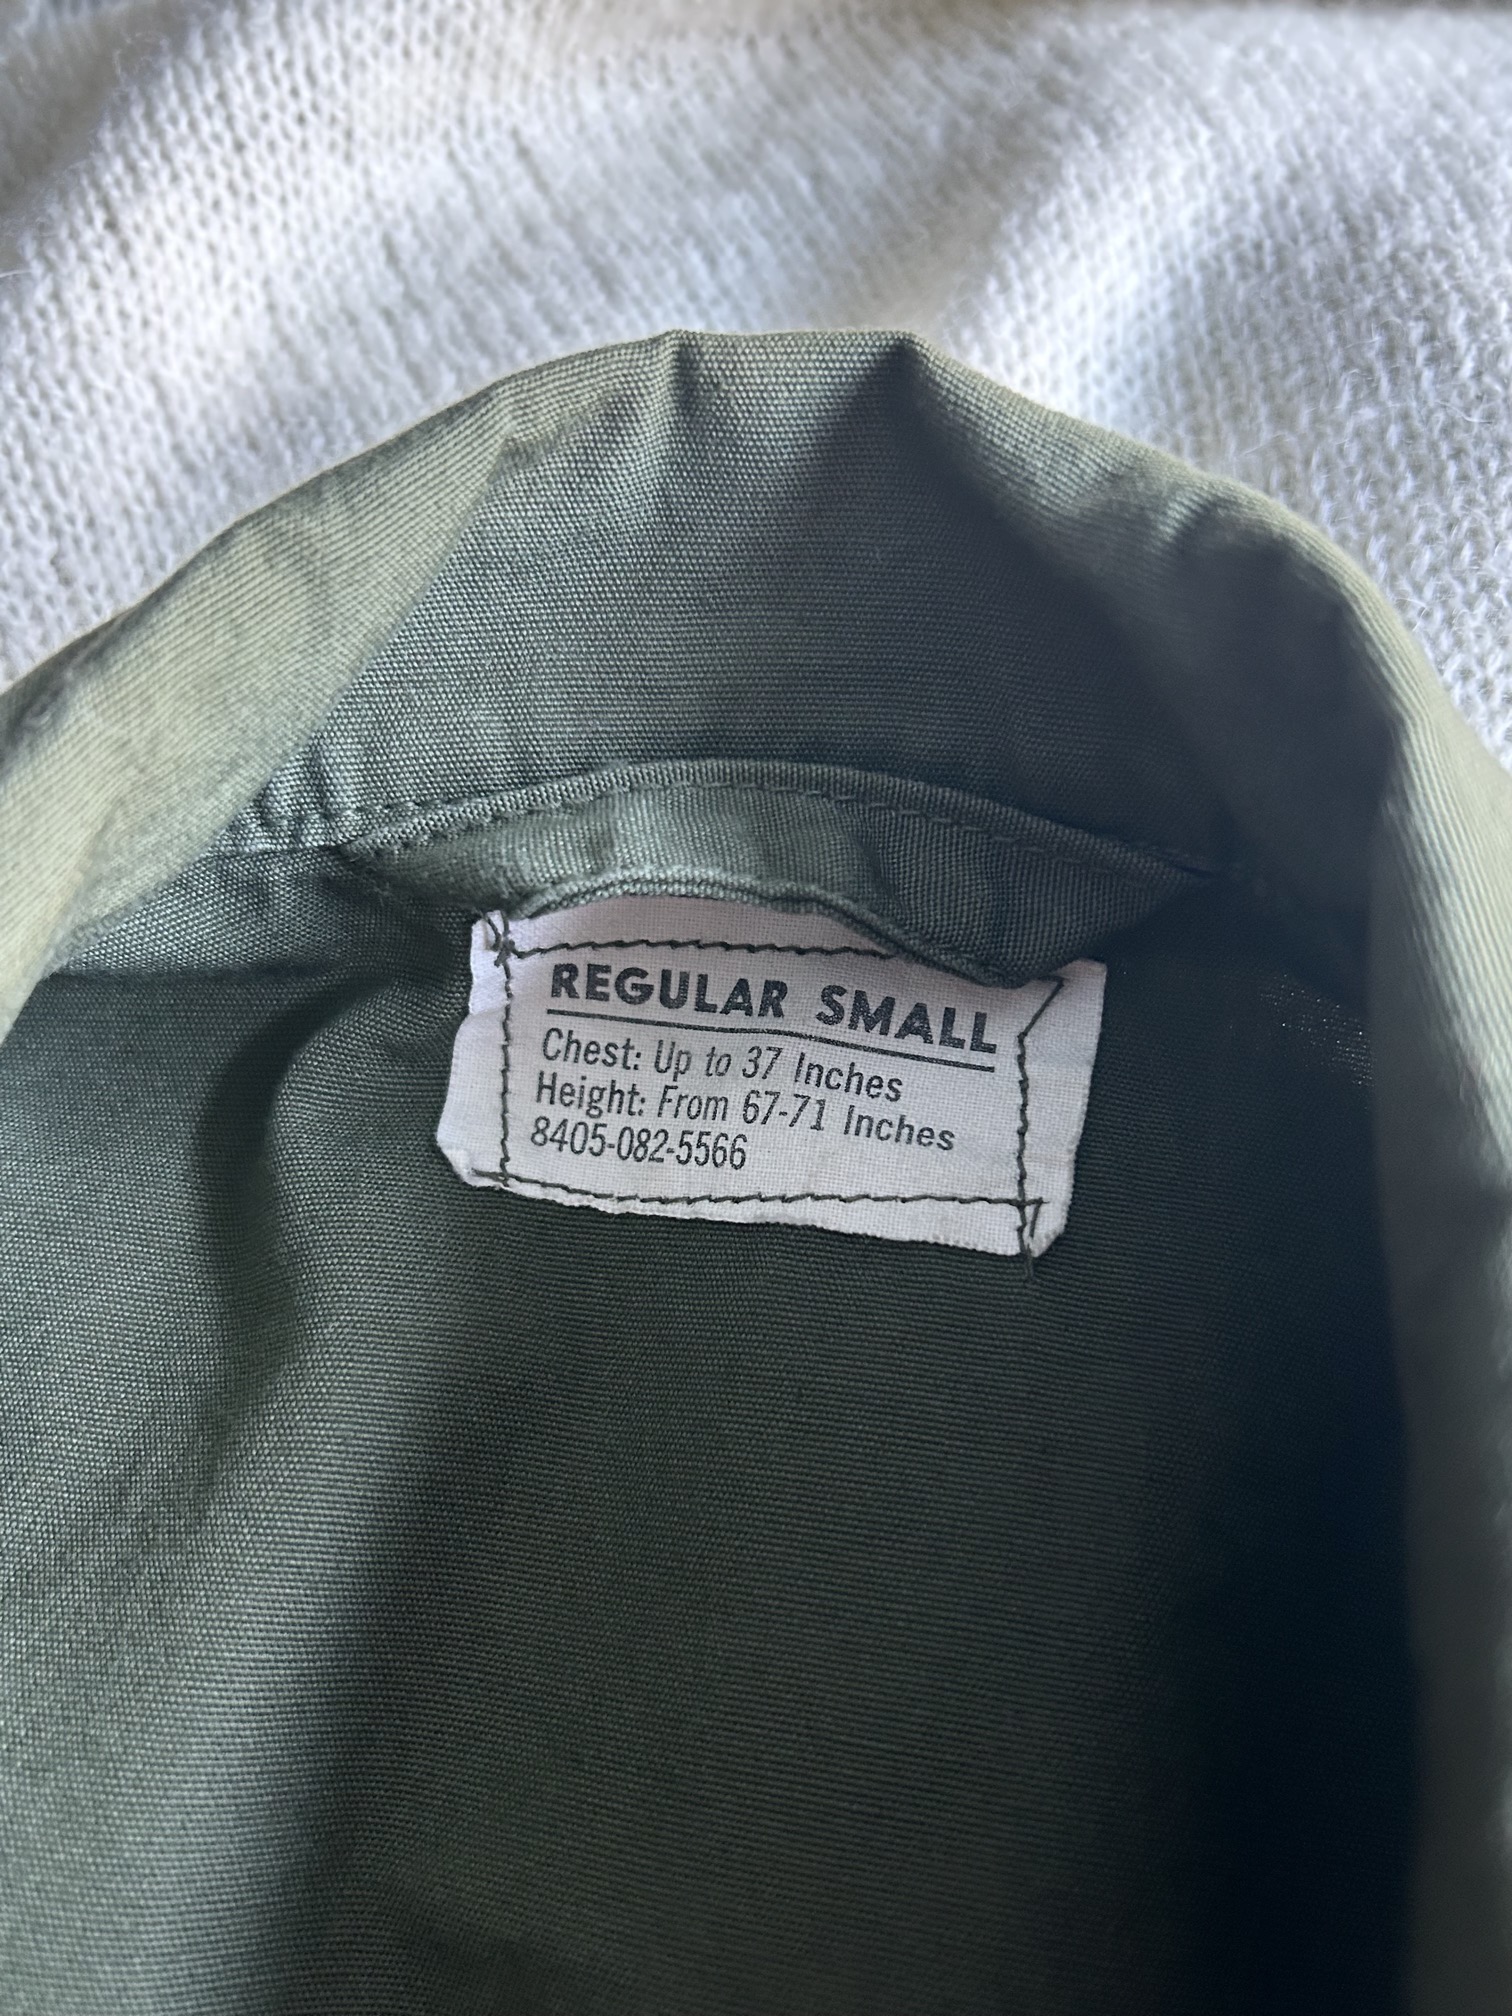 REGULAR SMALL
Chest: Up to 37 Inches
Height: From 67-71 Inches
8405-082-5566